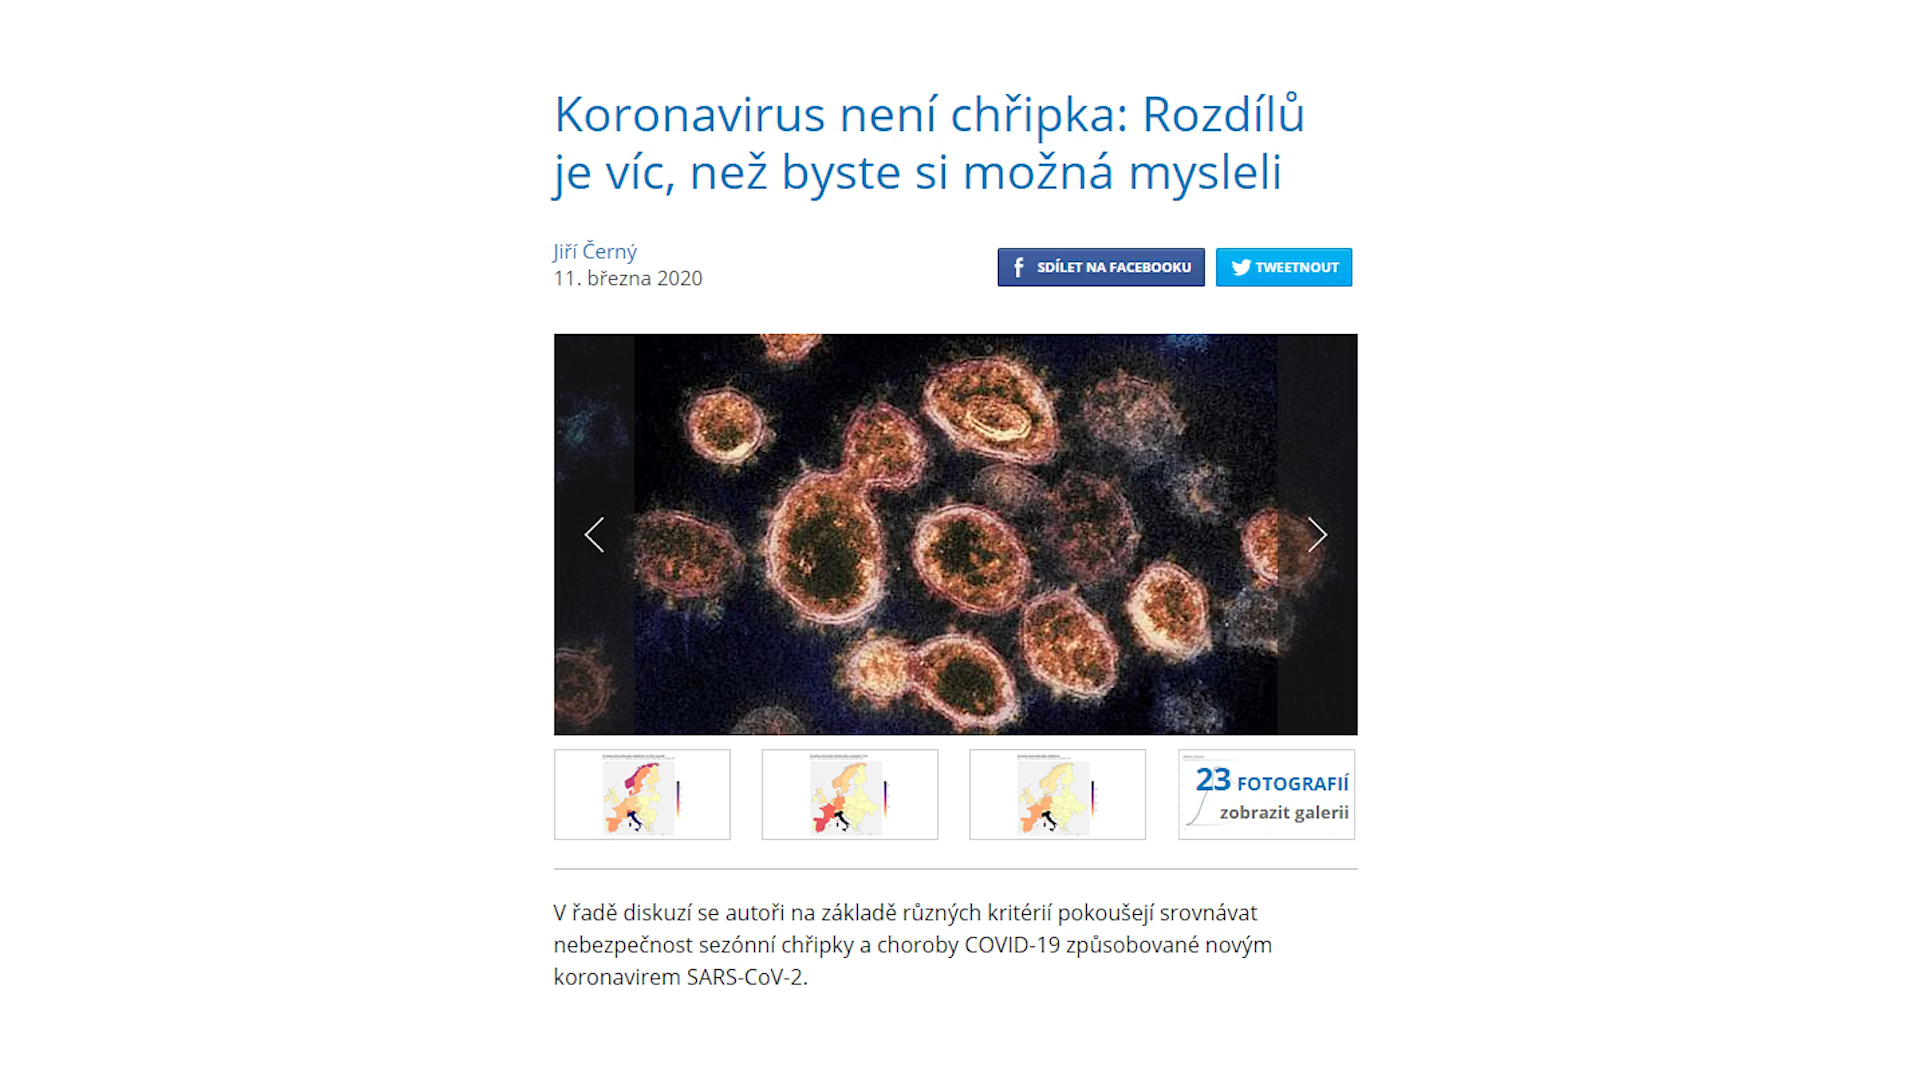 Koronavirus není chřipka: Rozdílů
je víc, než byste si možná mysleli
Jiří Černý
11. března 2020
SDÍLET NA FACEBOOKU
TWEETNOUT
23 FOTOGRAFIÍ
zobrazit galerii
V řadě diskuzí se autoři na základě různých kritérií pokoušejí srovnávat
nebezpečnost sezónní chřipky a choroby COVID-19 způsobované novým
koronavirem SARS-CoV-2.